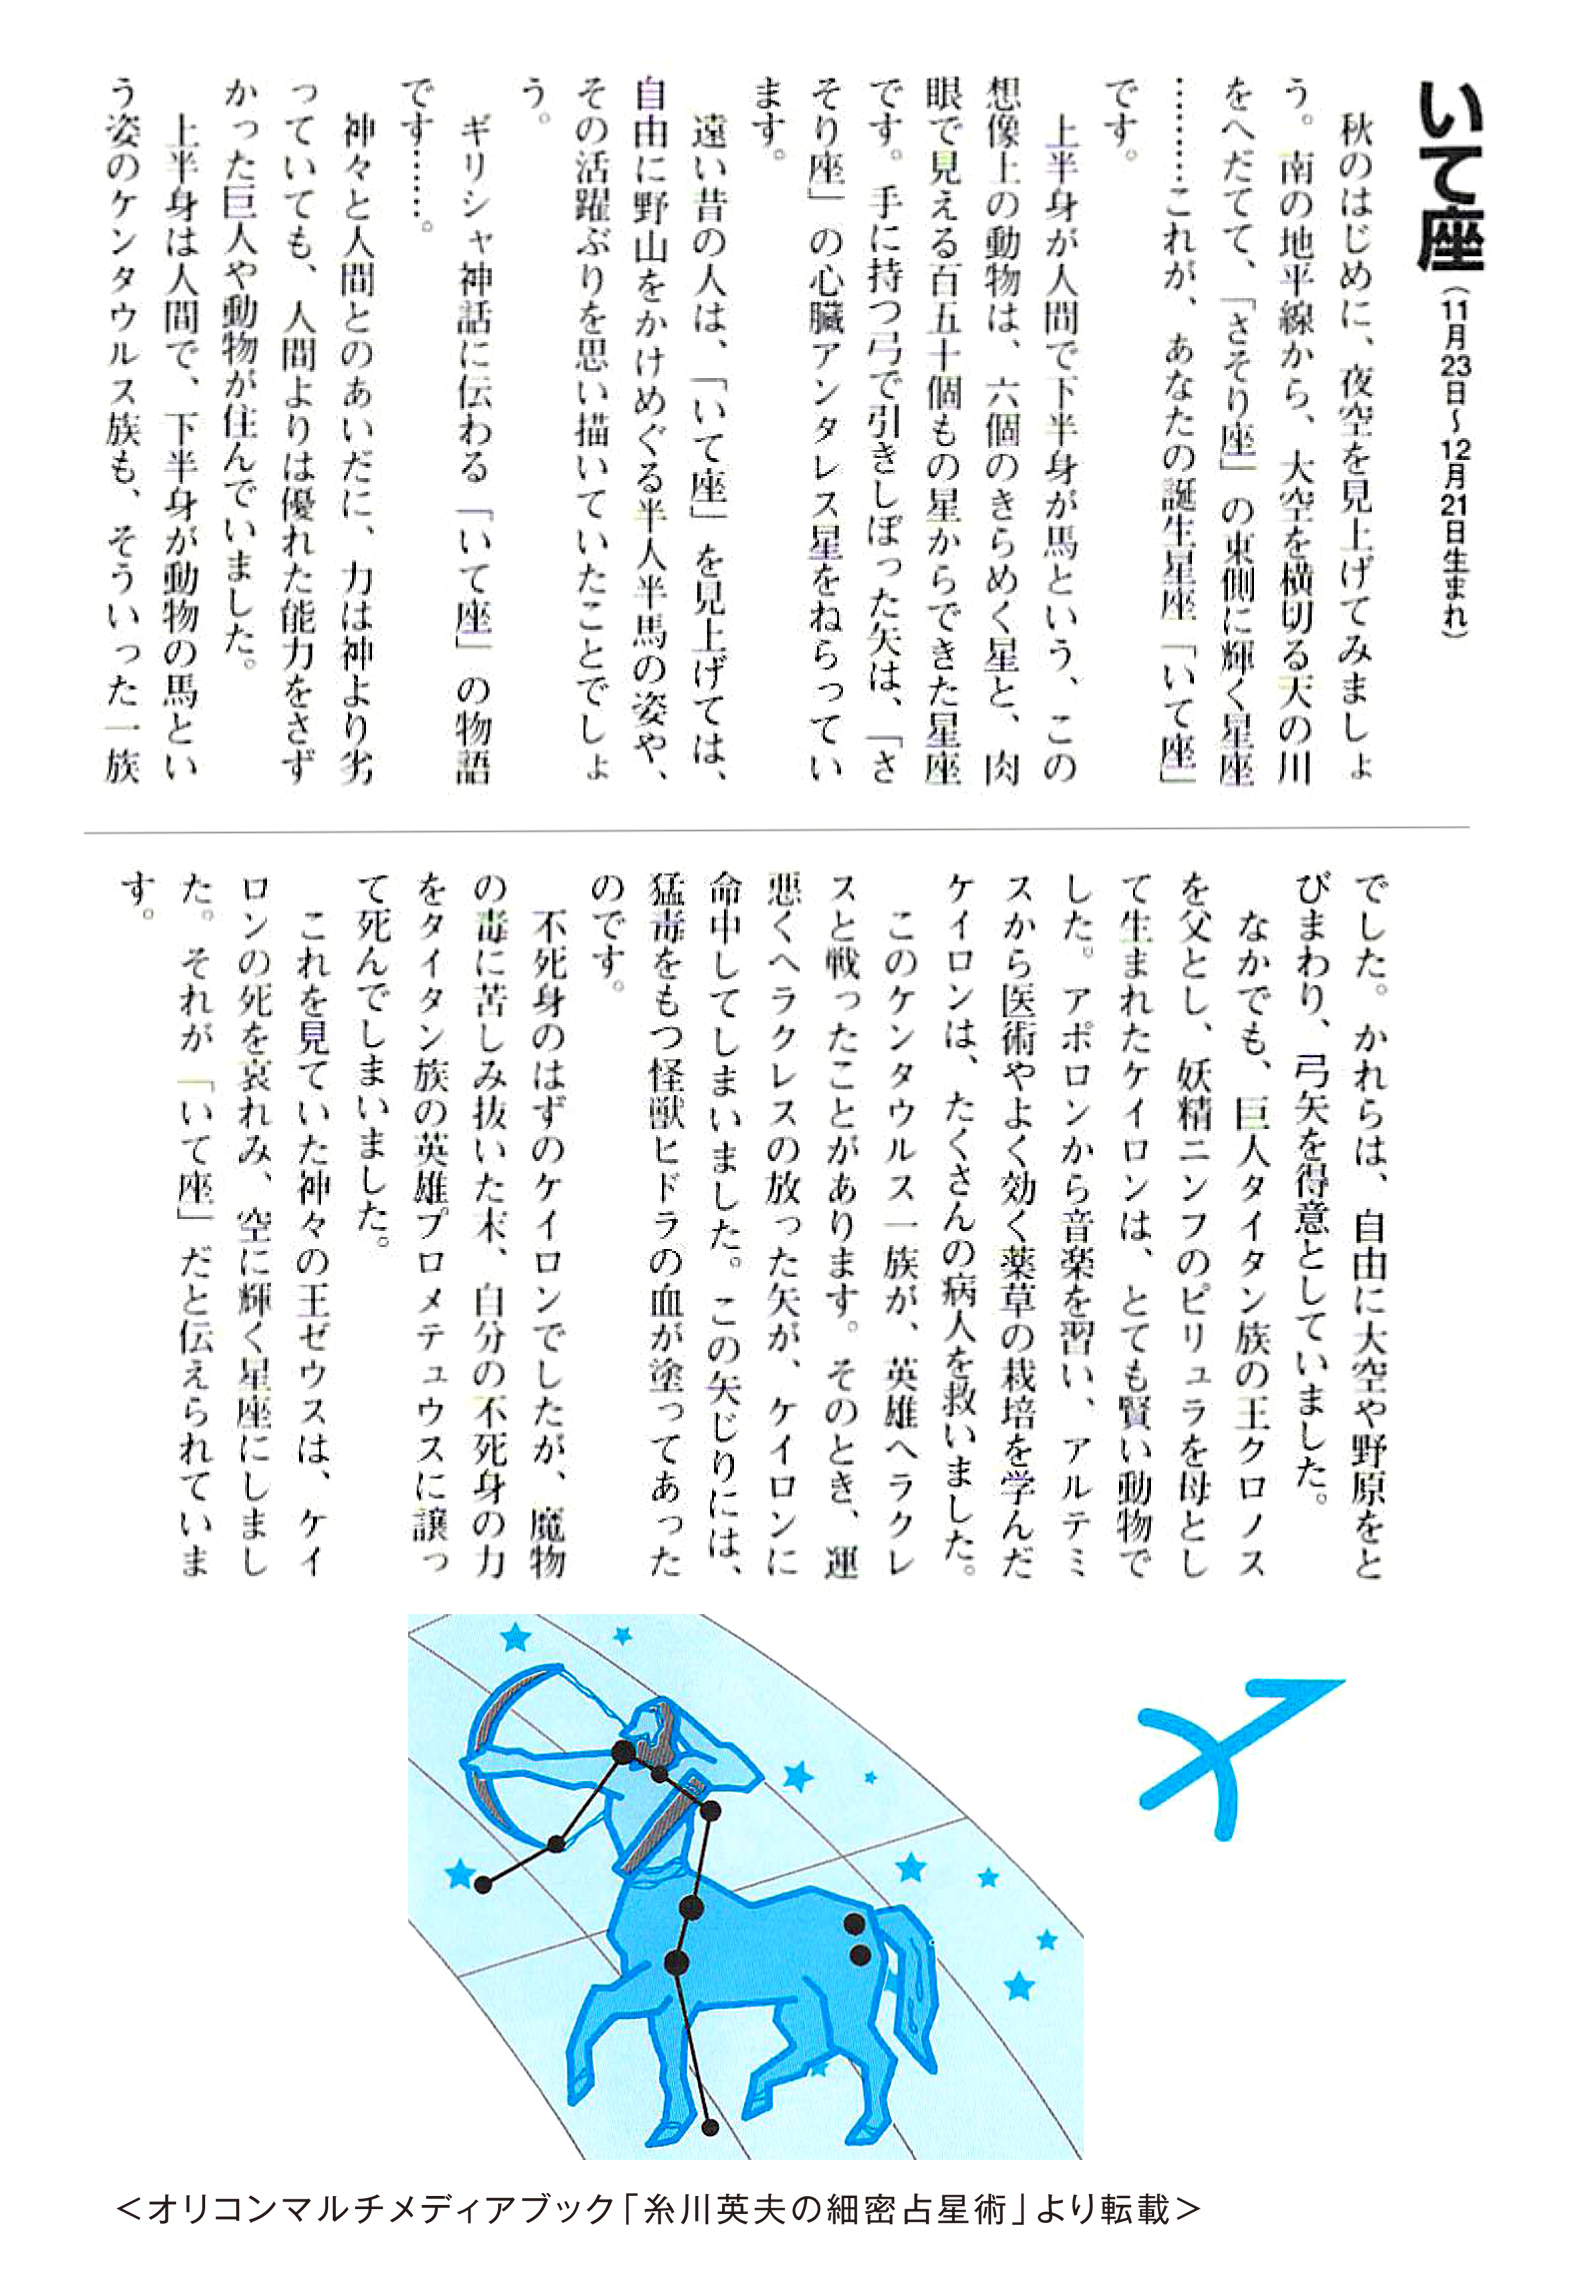 いて座（11月23日〜12月21日生まれ）
秋のはじめに、夜空を見上げてみましょ
う。南の地平線から、大空を横切る天の川
をへだてて、「さそり座」の東側に輝く星座
………これが、あなたの誕生星座「いて座」
です。
上半身が人間で下半身が馬という、この
想像上の動物は、六個のきらめく星と、肉
眼で見える百五十個もの星からできた星座
です。手に持つ弓で引きしぼった矢は、「さ
そり座」の心臓アンタレス星をねらってい
ます。
遠い昔の人は、「いて座」を見上げては、
自由に野山をかけめぐる半人半馬の姿や、
その活躍ぶりを思い描いていたことでしょ
う。
ギリシャ神話に伝わる「いて座」の物語
です……。
神々と人間とのあいだに、力は神より劣
っていても、人間よりは優れた能力をさず
かった巨人や動物が住んでいました。
上半身は人間で、下半身が動物の馬とい
う姿のケンタウルス族も、そういった一族
でした。かれらは、自由に大空や野原をと
びまわり、弓矢を得意としていました。
なかでも、巨人タイタン族の王クロノス
を父とし、妖精ニンフのピリュラを母とし
て生まれたケイロンは、とても賢い動物で
した。アポロンから音楽を習い、アルテミ
スから医術やよく効く薬草の栽培を学んだ
ケイロンは、たくさんの病人を救いました。
このケンタウルス一族が、英雄ヘラクレ
スと戦ったことがあります。そのとき、運
悪くヘラクレスの放った矢が、ケイロンに
命中してしまいました。この矢じりには、
猛毒をもつ怪獣ヒドラの血が塗ってあった
のです。
不死身のはずのケイロンでしたが、魔物
の毒に苦しみ抜いた末、自分の不死身の力
をタイタン族の英雄プロメテュウスに譲っ
て死んでしまいました。
これを見ていた神々の王ゼウスは、ケイ
ロンの死を哀れみ、空に輝く星座にしまし
た。それが「いて座」だと伝えられていま
す。
＜オリコンマルチメディアブック「糸川英夫の細密占星術」より転載＞